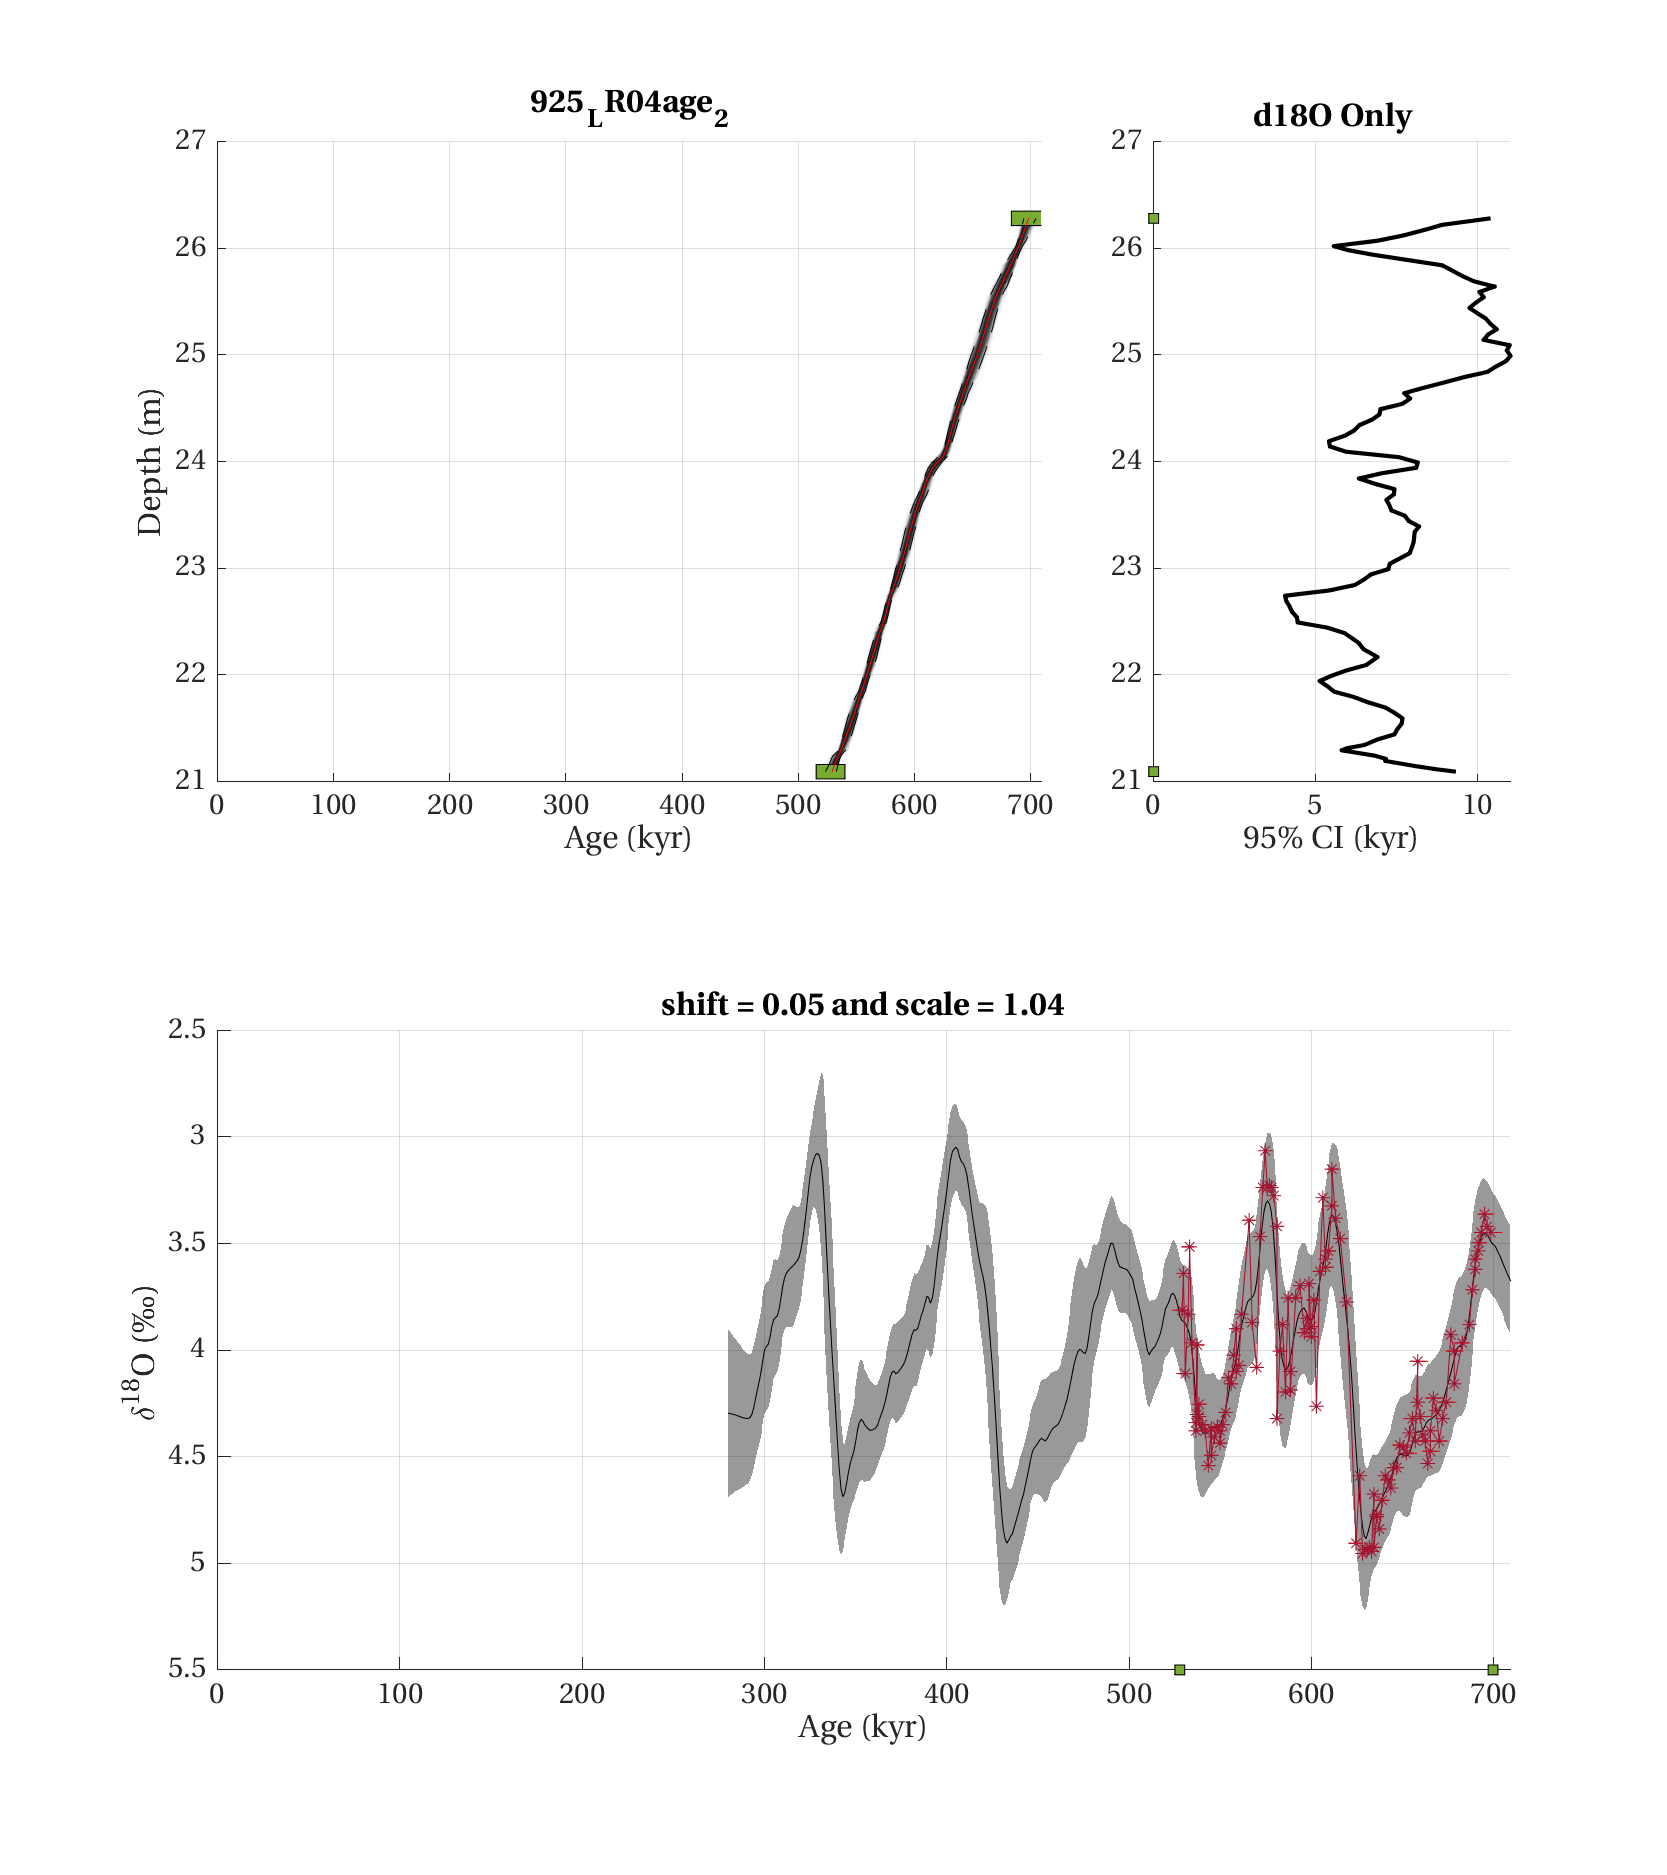 925_LR04age_2
27
26
25
24
23
22
21
Depth (m)
0 100 200 300 400 500 600 700
Age (kyr)
d18O Only
27
26
25
24
23
22
21
0 5 10
95% CI (kyr)
shift = 0.05 and scale = 1.04
2.5
3
3.5
4
4.5
5
5.5
δ¹⁸O (‰)
0 100 200 300 400 500 600 700
Age (kyr)